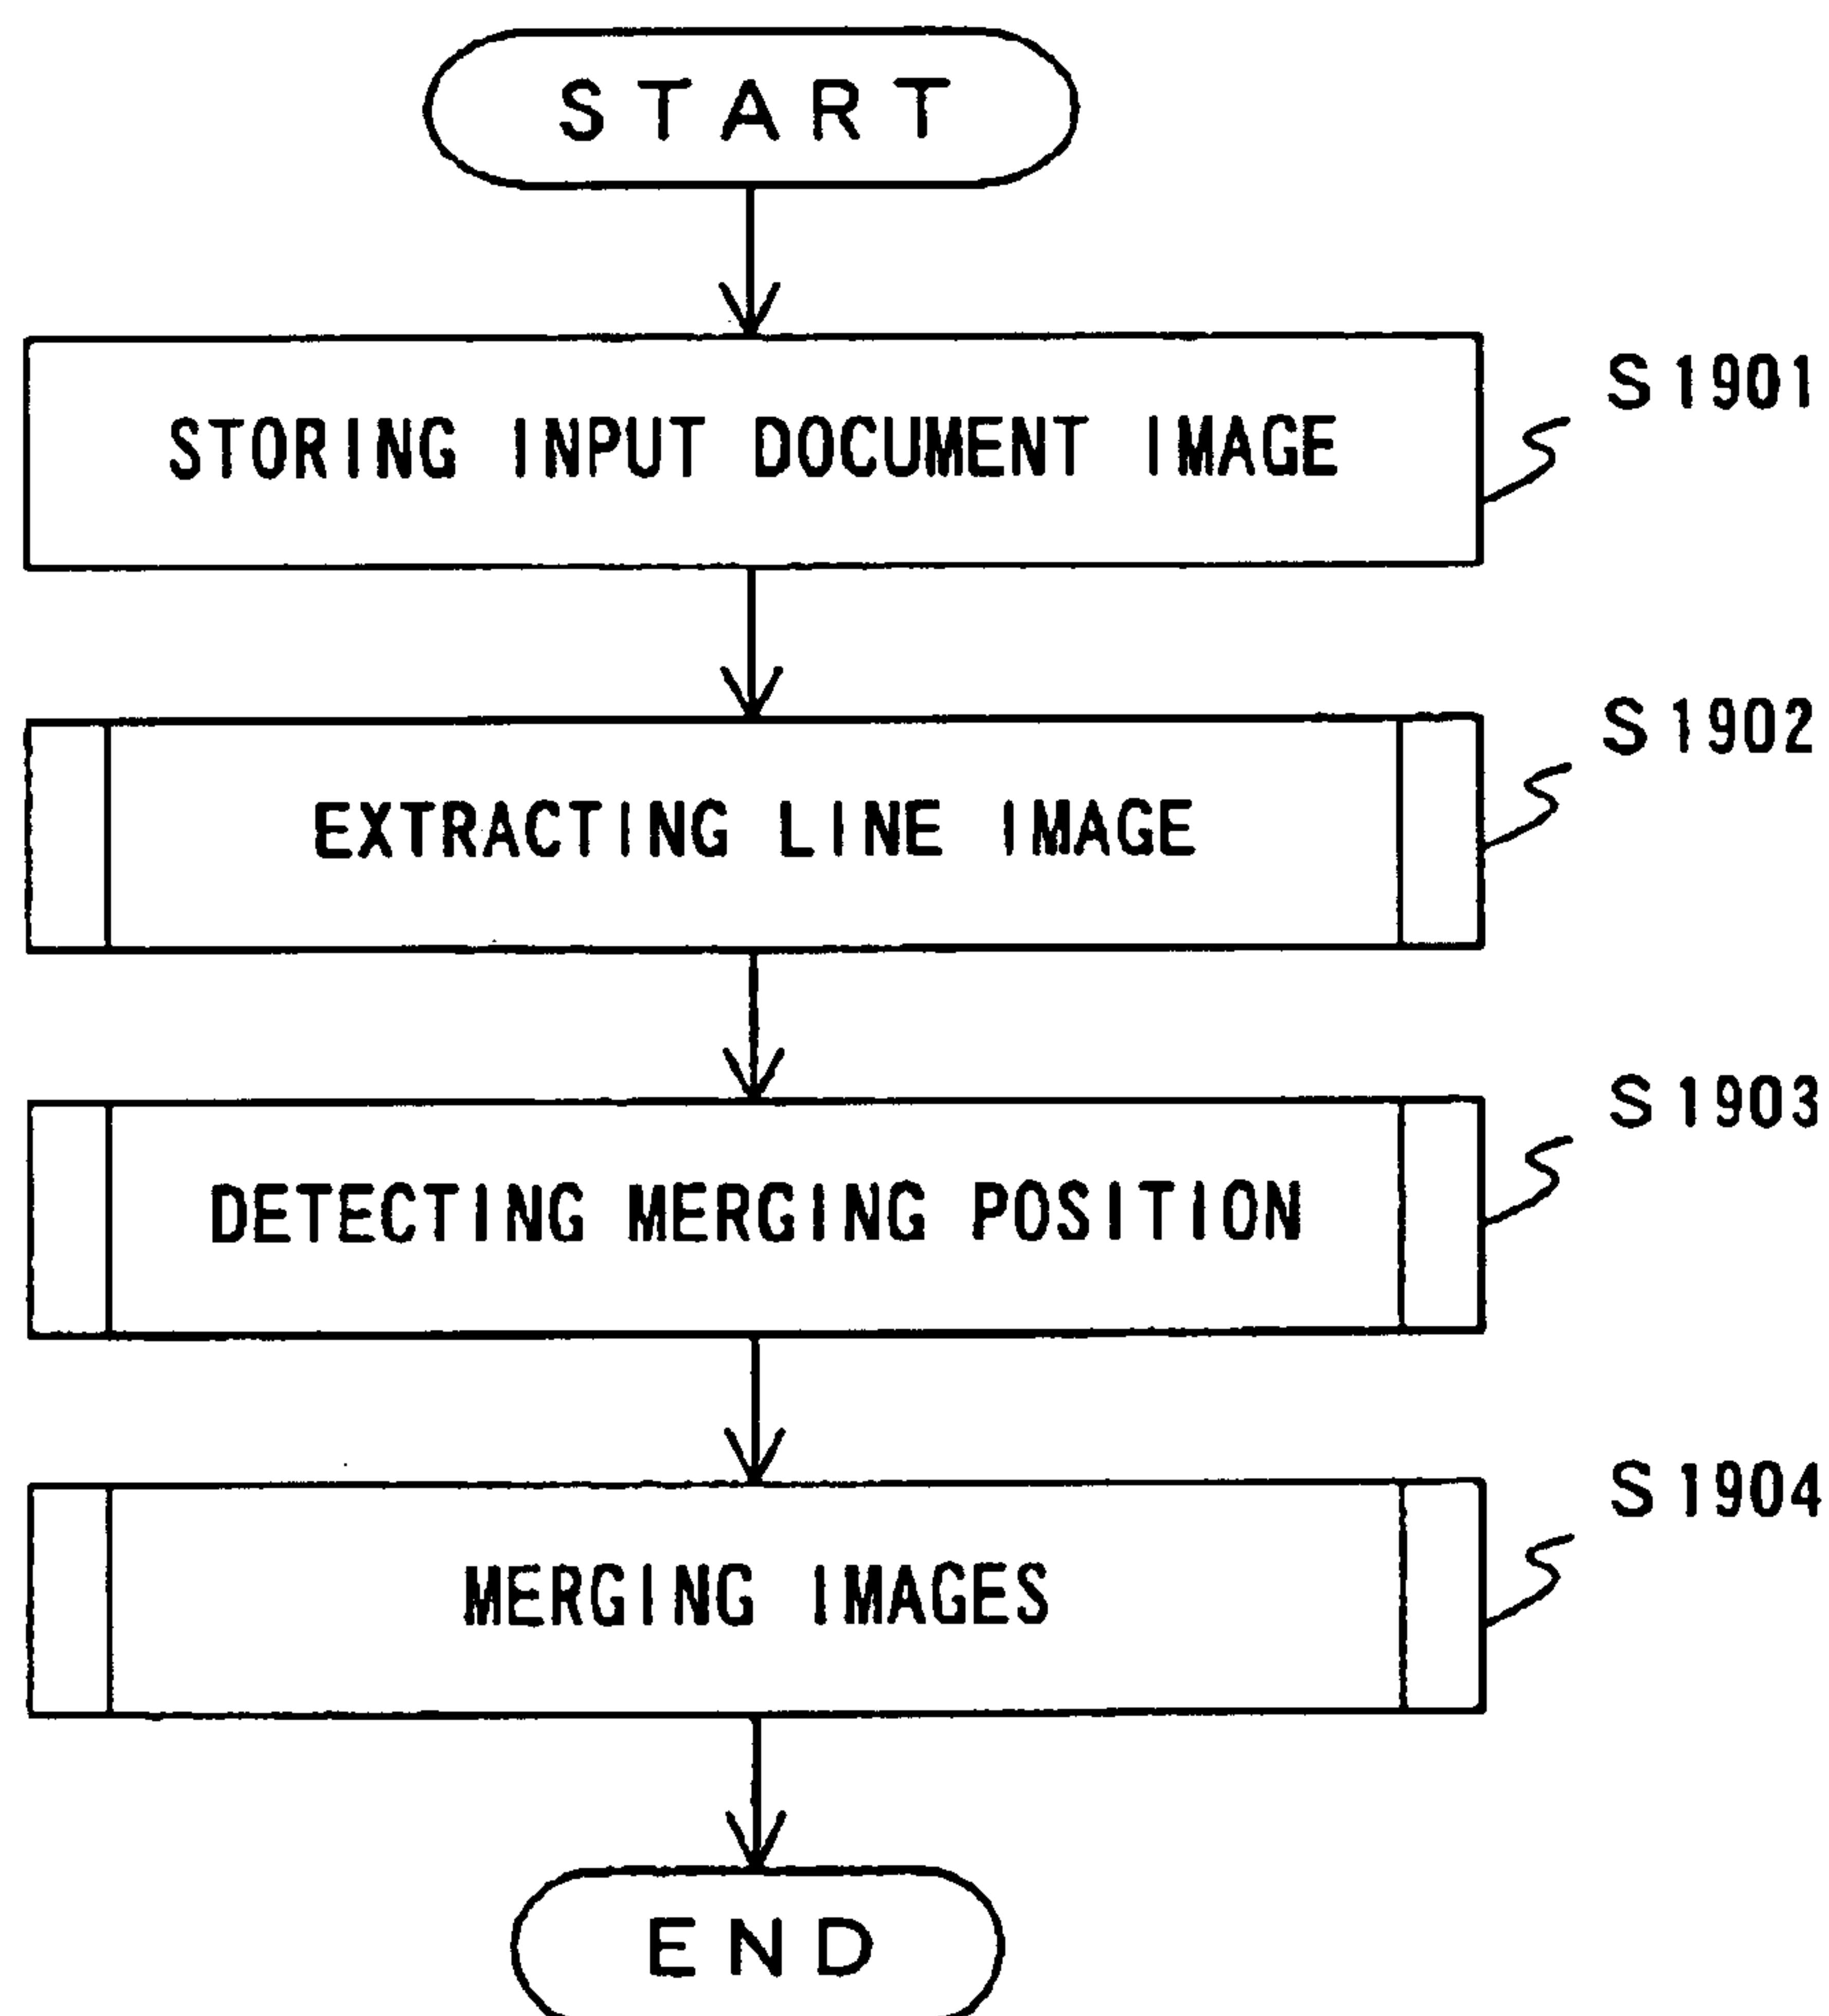 START
S1901
STORING INPUT DOCUMENT IMAGE
S1902
EXTRACTING LINE IMAGE
S1903
DETECTING MERGING POSITION
S1904
MERGING IMAGES
END